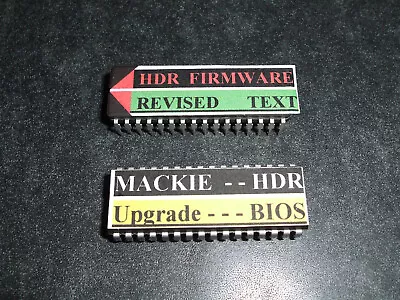 HDR FIRMWARE
REVISED TEXT
MACKIE -- HDR
Upgrade --- BIOS